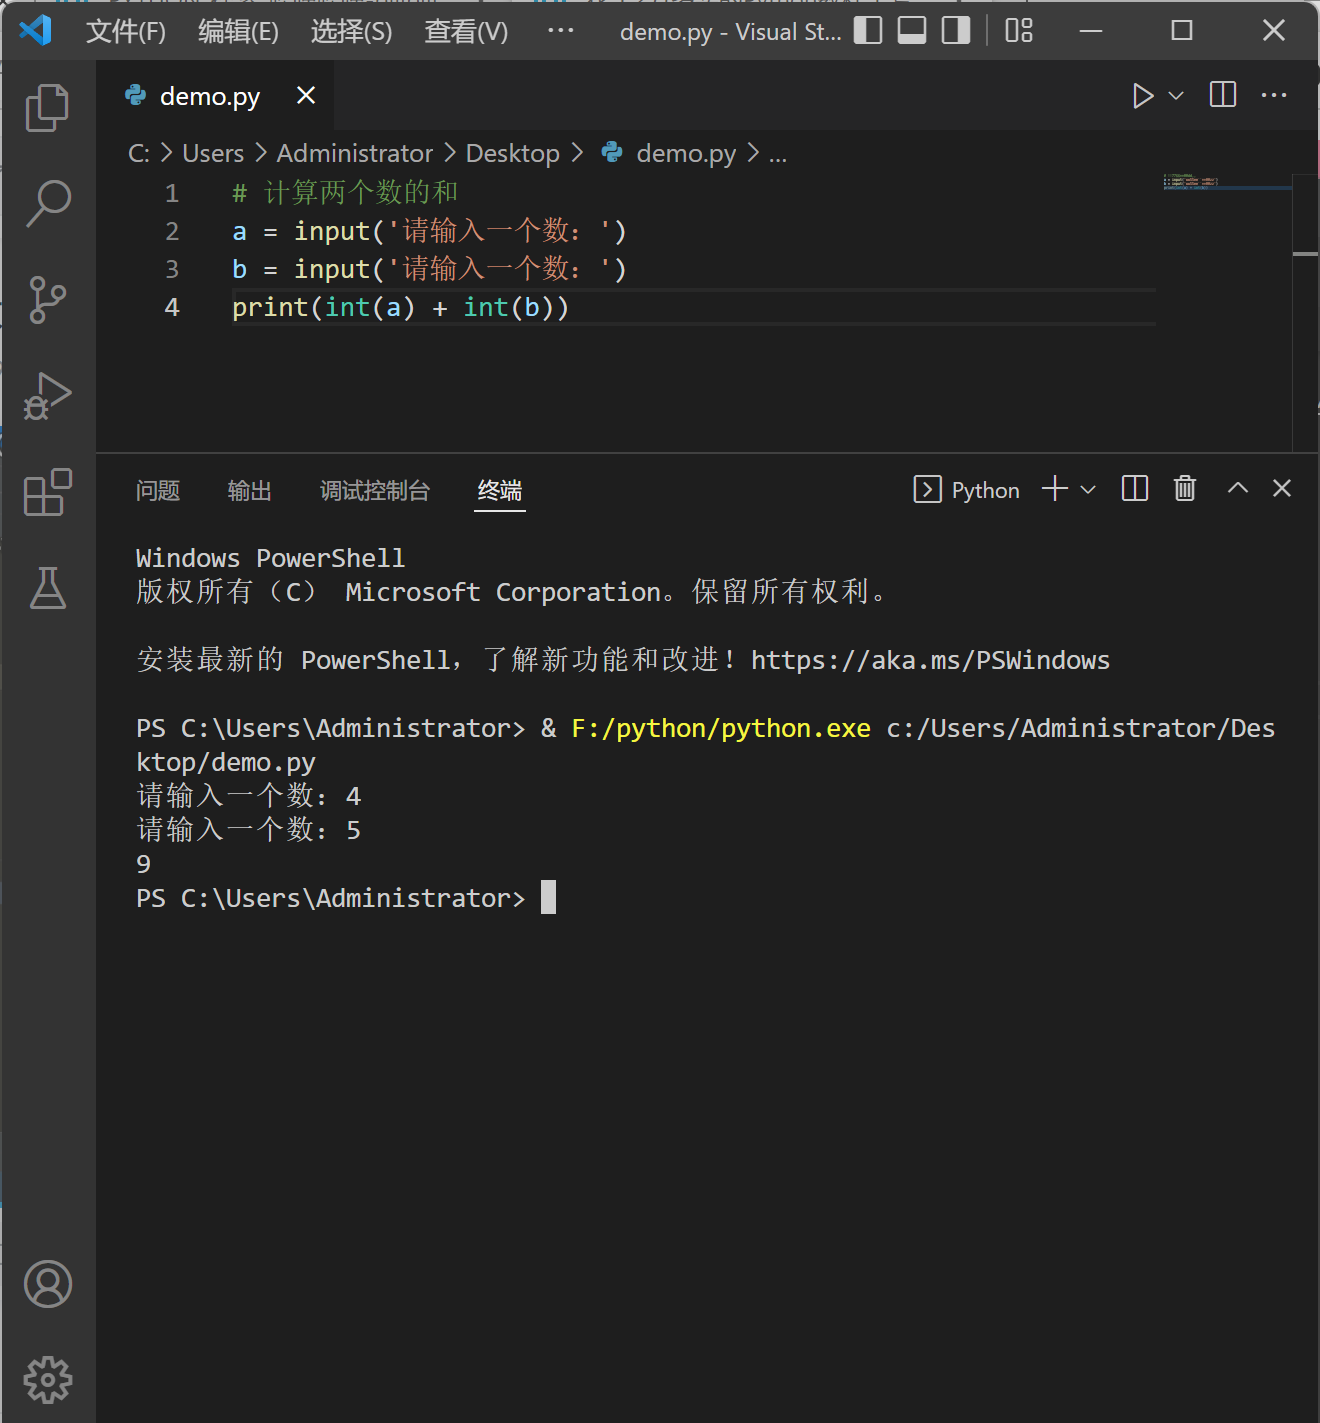 文件(F) 编辑(E) 选择(S) 查看(V) ··· demo.py - Visual St...
demo.py
C: > Users > Administrator > Desktop > demo.py > ...
1 # 计算两个数的和
2 a = input('请输入一个数：')
3 b = input('请输入一个数：')
4 print(int(a) + int(b))
问题 输出 调试控制台 终端 Python
Windows PowerShell
版权所有（C） Microsoft Corporation。保留所有权利。
安装最新的 PowerShell，了解新功能和改进！https://aka.ms/PSWindows
PS C:\Users\Administrator> & F:/python/python.exe c:/Users/Administrator/Des
ktop/demo.py
请输入一个数：4
请输入一个数：5
9
PS C:\Users\Administrator>